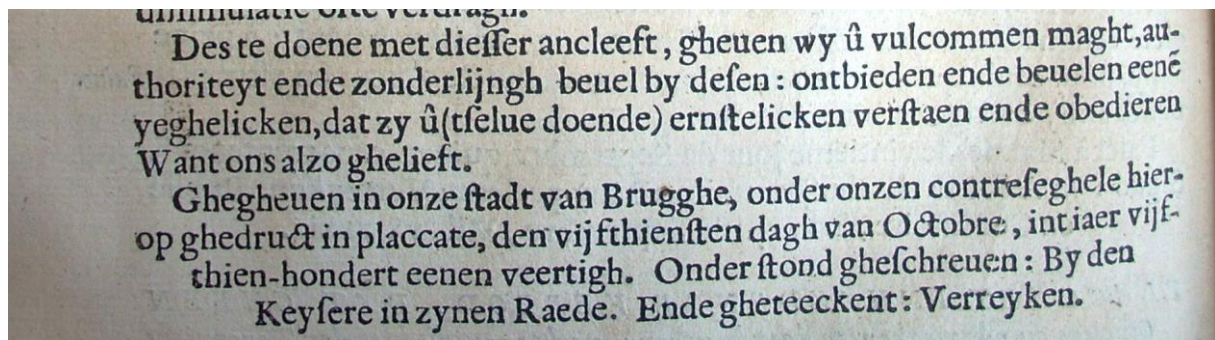 Des te doene met dieſſer ancleeft, gheuen wy û vulcommen maght, au-
thoriteyt ende zonderlijngh beuel by deſen: ontbieden ende beuelen eenē
yeghelicken, dat zy û (tſelue doende) ernſtelicken verſtaen ende obedieren
Want ons alzo ghelieft.
Ghegheuen in onze ſtadt van Brugghe, onder onzen contreſeghele hier-
op ghedruct in placcate, den vijfthienſten dagh van Octobre, int iaer vijf-
thien-hondert eenen veertigh. Onder ſtond gheſchreuen: By den
Keyſere in zynen Raede. Ende gheteeckent: Verreyken.